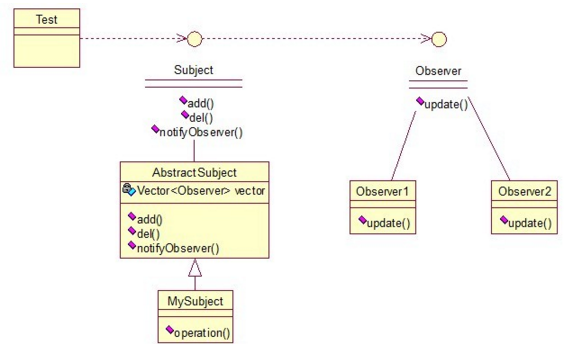 Test
Subject
add()
del()
notifyObserver()
Observer
update()
AbstractSubject
Vector<Observer> vector
add()
del()
notifyObserver()
MySubject
operation()
Observer1
update()
Observer2
update()